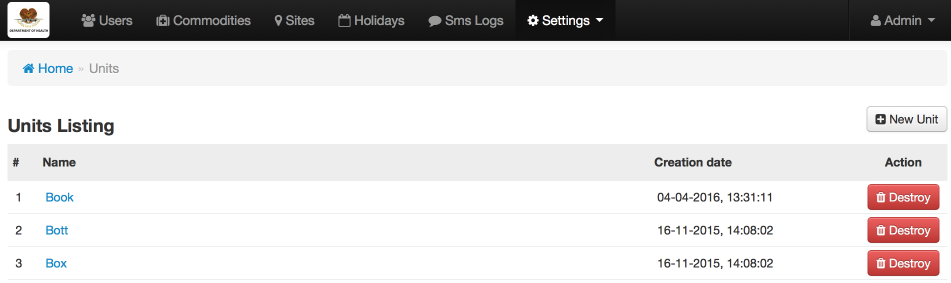 DEPARTMENT OF HEALTH
Users Commodities Sites Holidays Sms Logs Settings Admin
Home » Units
Units Listing
New Unit
# Name Creation date Action
1 Book 04-04-2016, 13:31:11 Destroy
2 Bott 16-11-2015, 14:08:02 Destroy
3 Box 16-11-2015, 14:08:02 Destroy